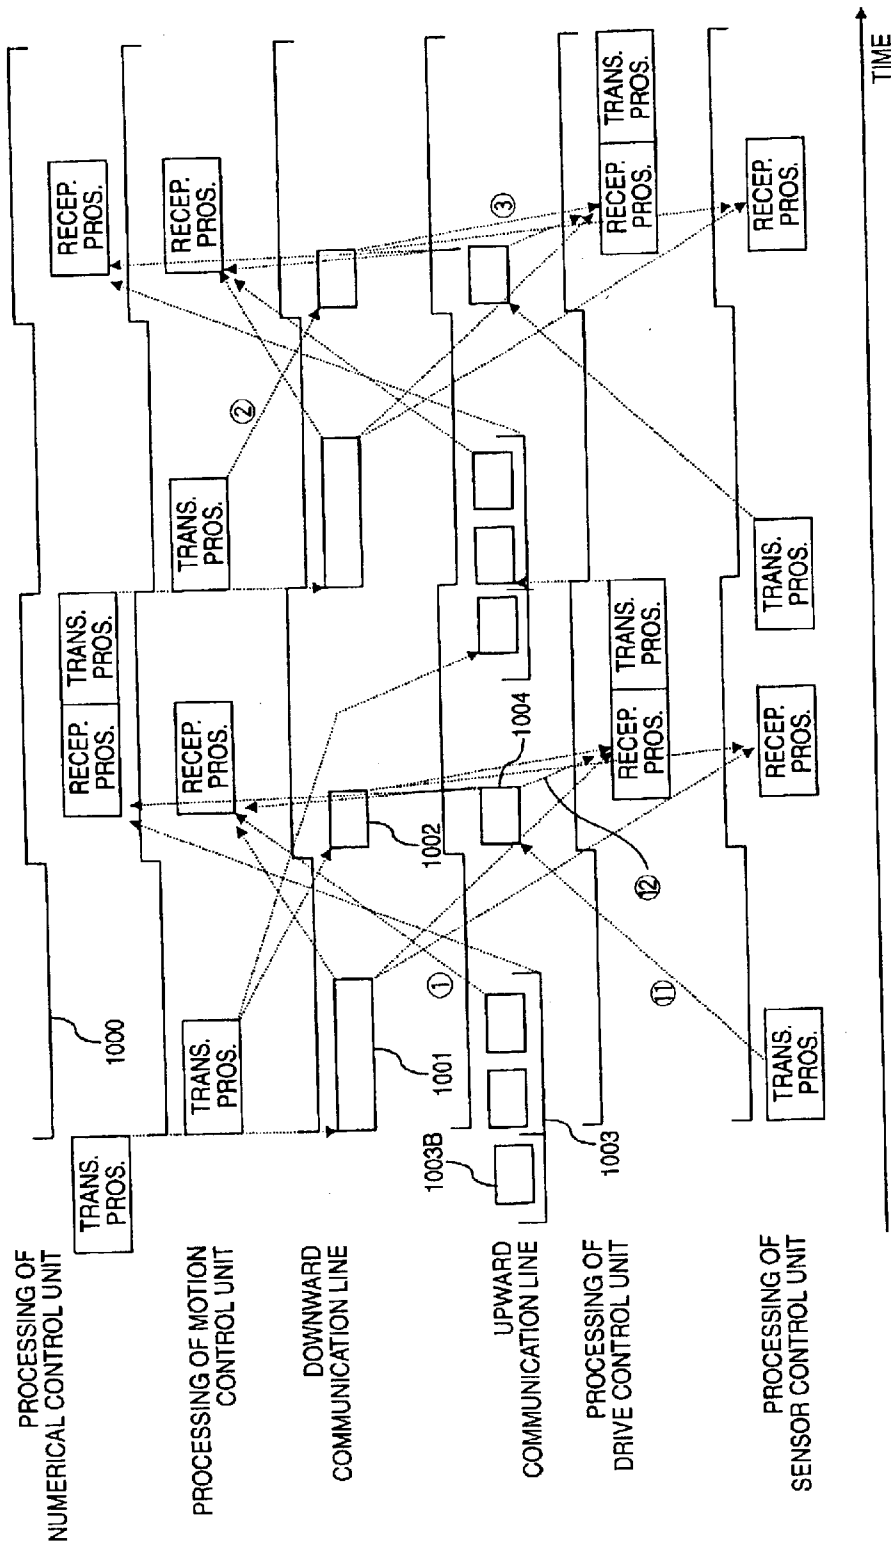 PROCESSING OF
NUMERICAL CONTROL UNIT
TRANS.
PROS.
1000
RECEP.
PROS.
TRANS.
PROS.
RECEP.
PROS.
PROCESSING OF MOTION
CONTROL UNIT
TRANS.
PROS.
RECEP.
PROS.
TRANS.
PROS.
②
RECEP.
PROS.
DOWNWARD
COMMUNICATION LINE
1001
1002
①
UPWARD
COMMUNICATION LINE
1003B
1003
1004
③
PROCESSING OF
DRIVE CONTROL UNIT
⑫
RECEP.
PROS.
TRANS.
PROS.
RECEP.
PROS.
TRANS.
PROS.
⑪
PROCESSING OF
SENSOR CONTROL UNIT
TRANS.
PROS.
RECEP.
PROS.
TRANS.
PROS.
RECEP.
PROS.
TIME